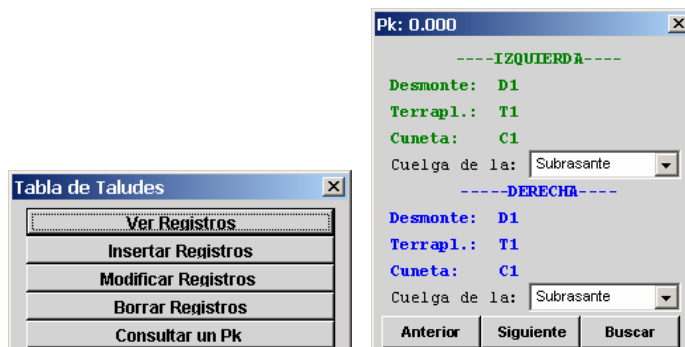 Tabla de Taludes
Ver Registros
Insertar Registros
Modificar Registros
Borrar Registros
Consultar un Pk
Pk: 0.000
----IZQUIERDA----
Desmonte: D1
Terrapl.: T1
Cuneta: C1
Cuelga de la: Subrasante
-----DERECHA----
Desmonte: D1
Terrapl.: T1
Cuneta: C1
Cuelga de la: Subrasante
Anterior Siguiente Buscar